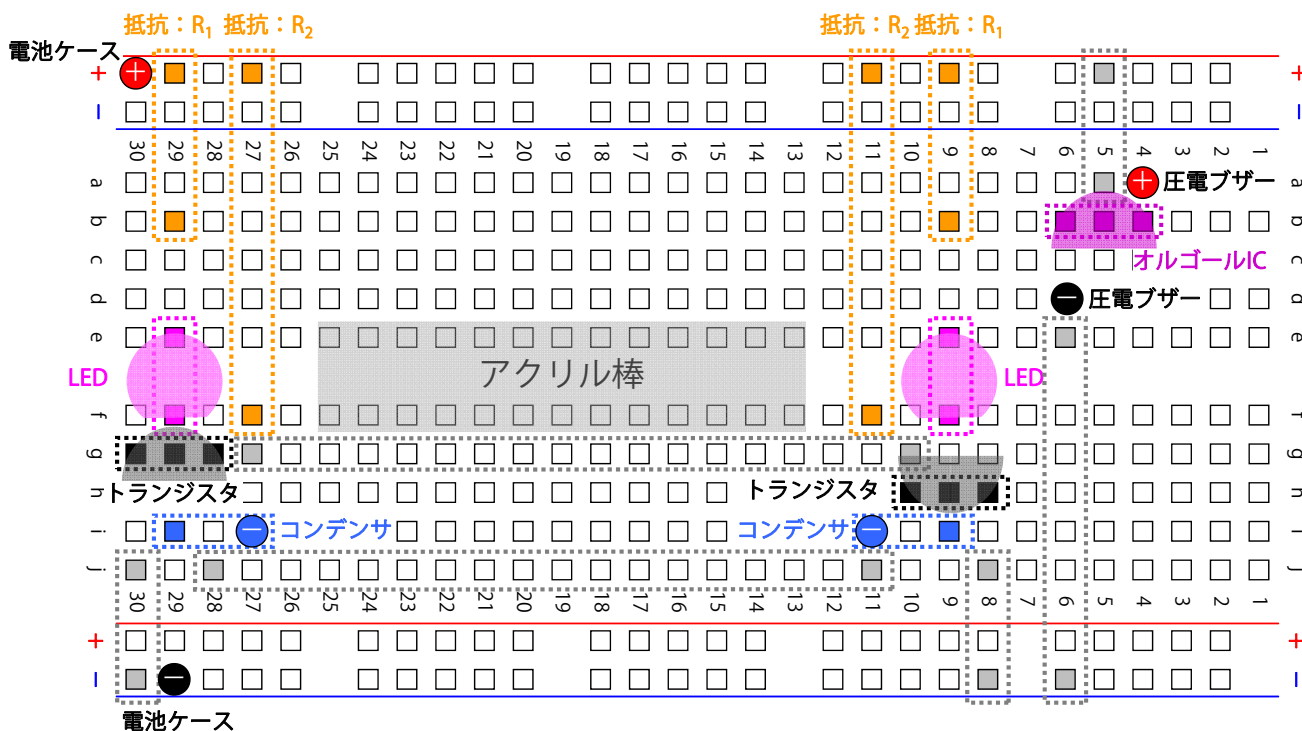 抵抗：R1 抵抗：R2 抵抗：R2 抵抗：R1
電池ケース
+ + +
− −
30 29 28 27 26 25 24 23 22 21 20 19 18 17 16 15 14 13 12 11 10 9 8 7 6 5 4 3 2 1
a + 圧電ブザー a
b b
c オルゴールIC c
d − 圧電ブザー d
e e
アクリル棒
LED LED
f f
g g
トランジスタ トランジスタ
h h
i − コンデンサ コンデンサ − i
j j
30 29 28 27 26 25 24 23 22 21 20 19 18 17 16 15 14 13 12 11 10 9 8 7 6 5 4 3 2 1
+ +
− − −
電池ケース